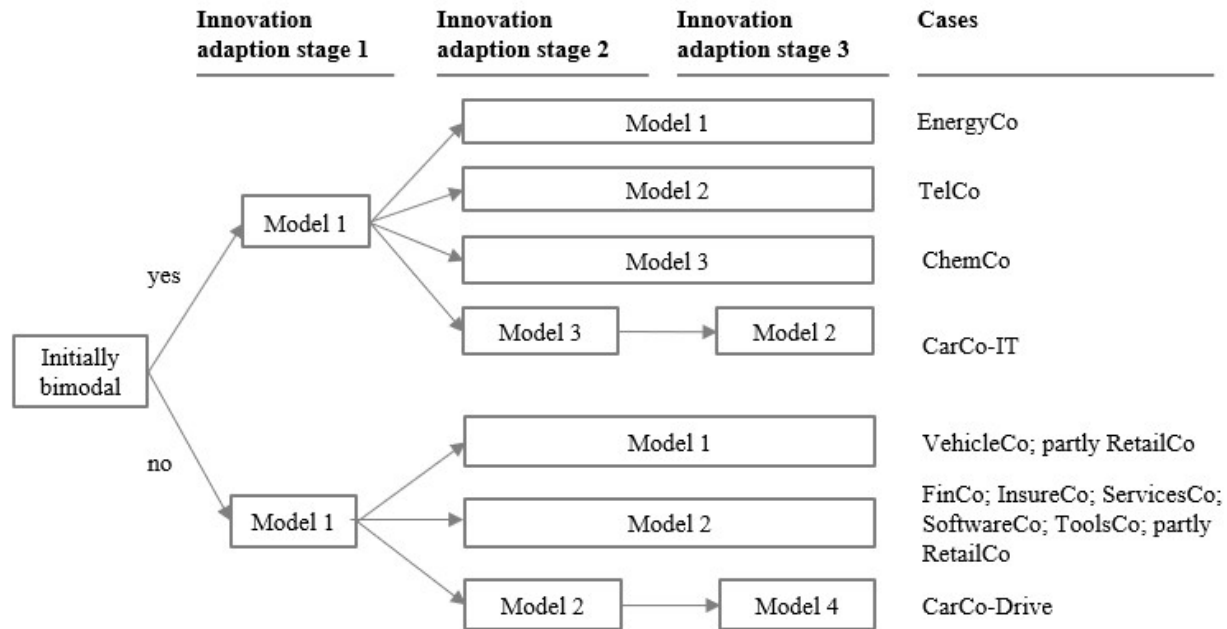 Innovation
adaption stage 1
Innovation
adaption stage 2
Innovation
adaption stage 3
Cases
Initially
bimodal
yes
no
Model 1
Model 1
EnergyCo
Model 2
TelCo
Model 3
ChemCo
Model 3
Model 2
CarCo-IT
Model 1
Model 1
VehicleCo; partly RetailCo
Model 2
FinCo; InsureCo; ServicesCo;
SoftwareCo; ToolsCo; partly
RetailCo
Model 2
Model 4
CarCo-Drive